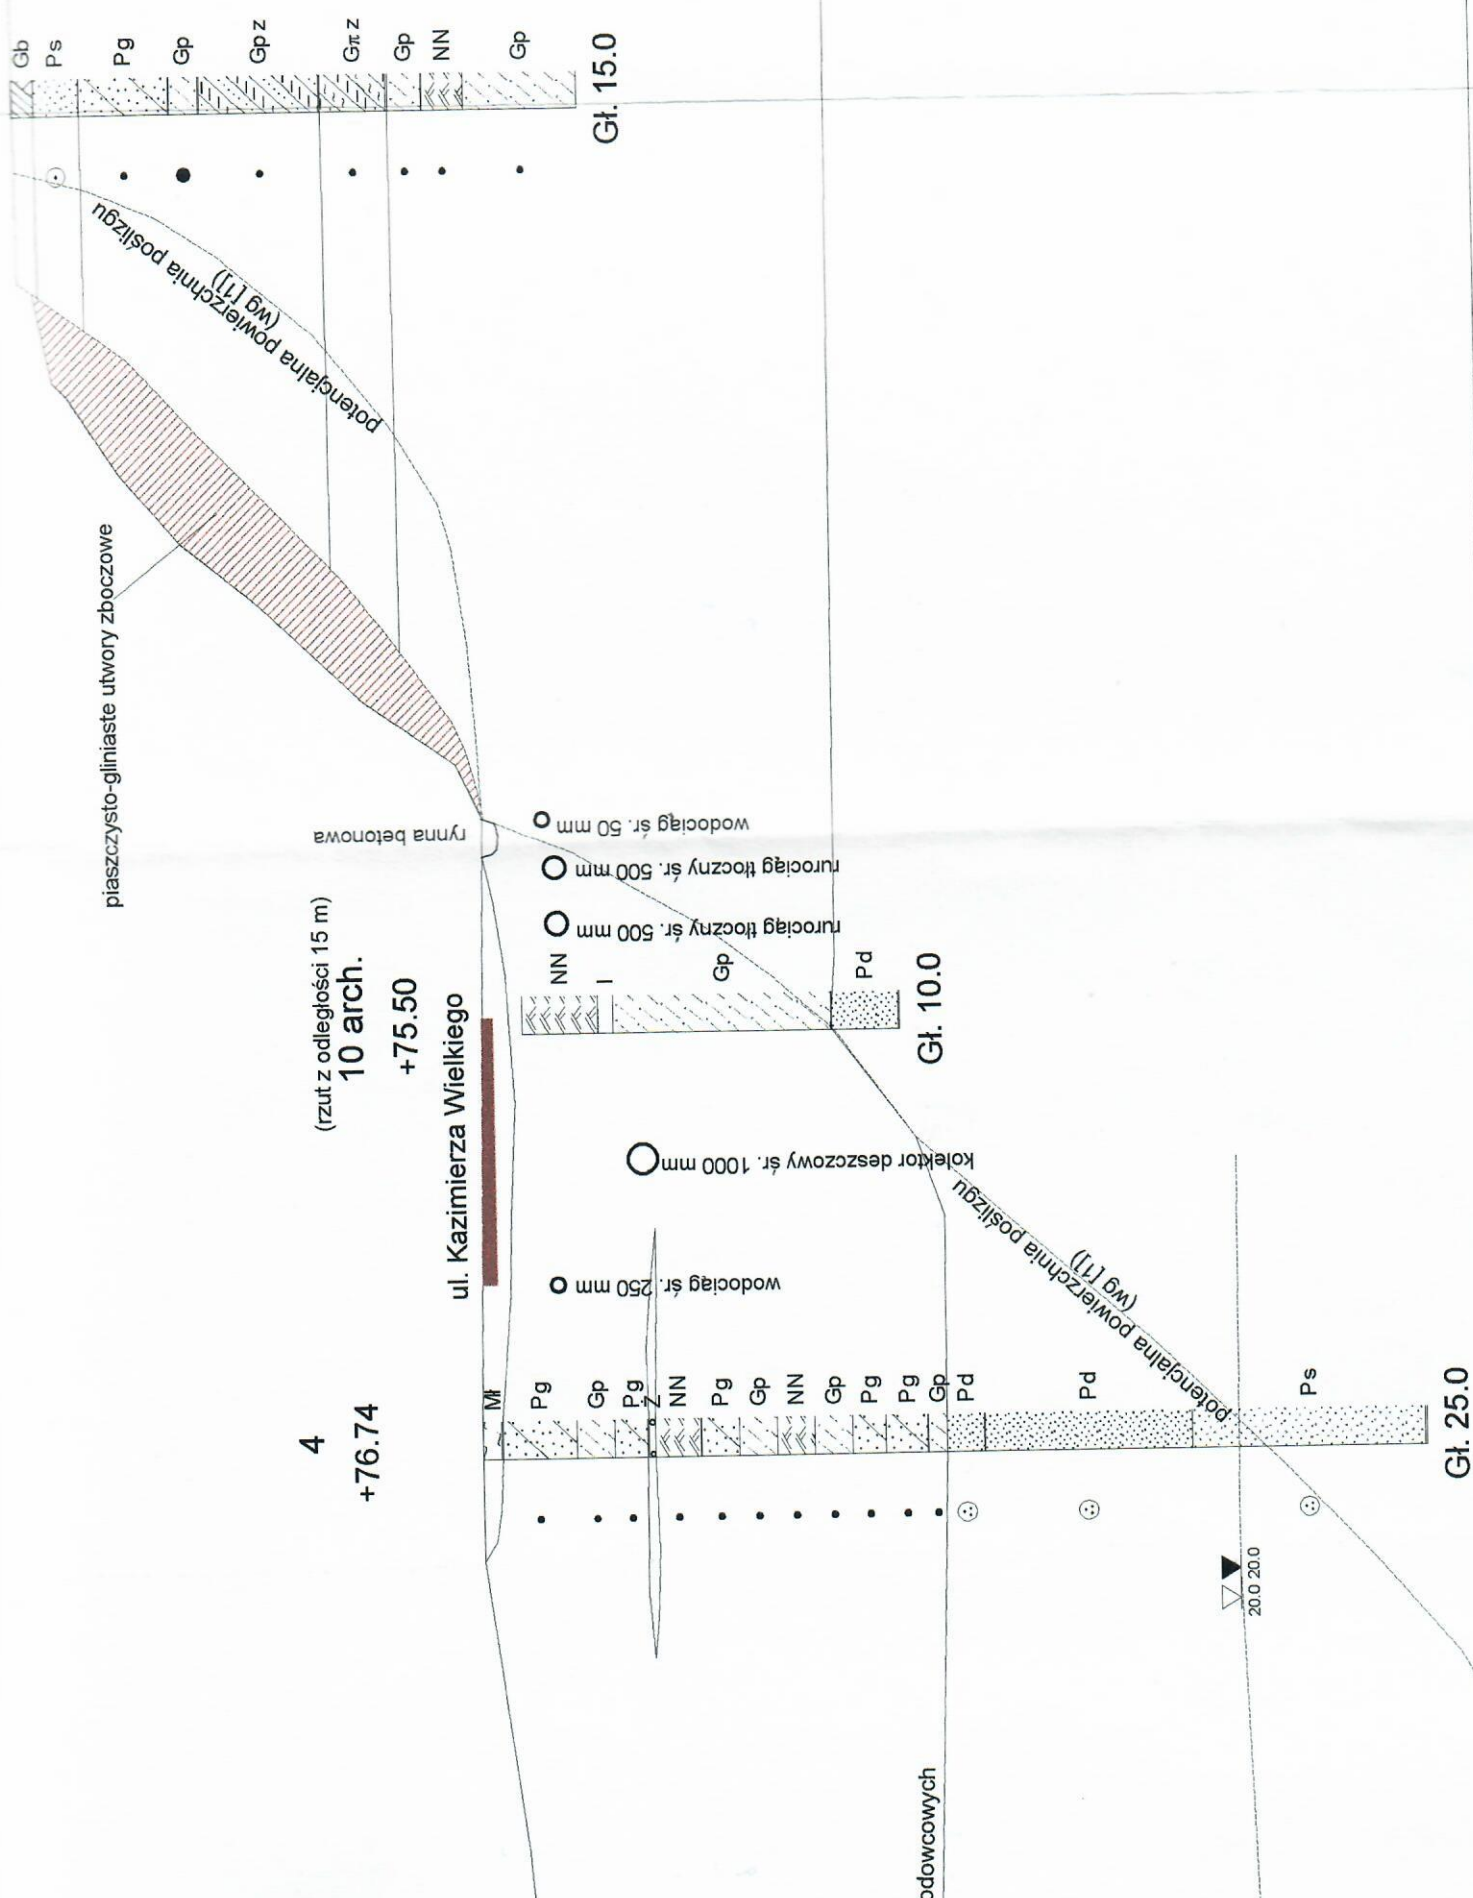 Gb
Ps
Pg
Gp
Gp z
Gπ z
Gp
NN
Gp
Gł. 15.0
potencjalna powierzchnia poślizgu
(wg [1])
piaszczysto-gliniaste utwory zboczowe
rynna betonowa
wodociąg śr. 50 mm
rurociąg tłoczny śr. 500 mm
rurociąg tłoczny śr. 500 mm
(rzut z odległości 15 m)
10 arch.
+75.50
ul. Kazimierza Wielkiego
NN
I
Gp
Pd
Gł. 10.0
kolektor deszczowy śr. 1000 mm
wodociąg śr. 250 mm
potencjalna powierzchnia poślizgu
(wg [1])
4
+76.74
Mł
Pg
Gp
Pg
Ż
NN
Pg
Gp
NN
Gp
Pg
Pg
Gp
Pd
Pd
Ps
Gł. 25.0
20.0 20.0
odowcowych